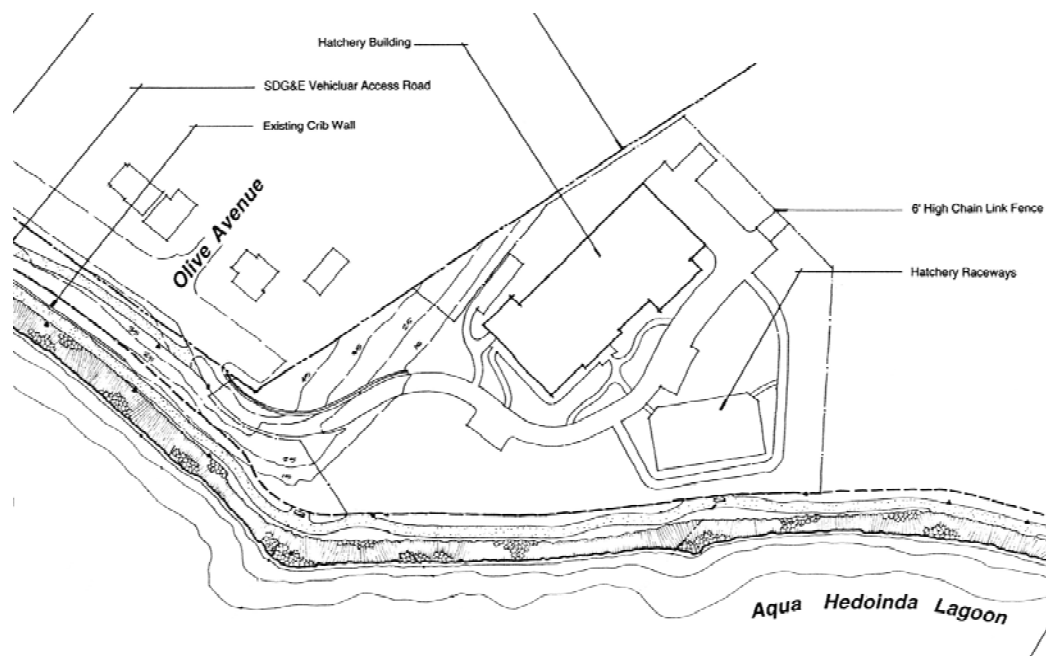 Hatchery Building
SDG&E Vehicluar Access Road
Existing Crib Wall
Olive Avenue
6' High Chain Link Fence
Hatchery Raceways
Aqua Hedoinda Lagoon